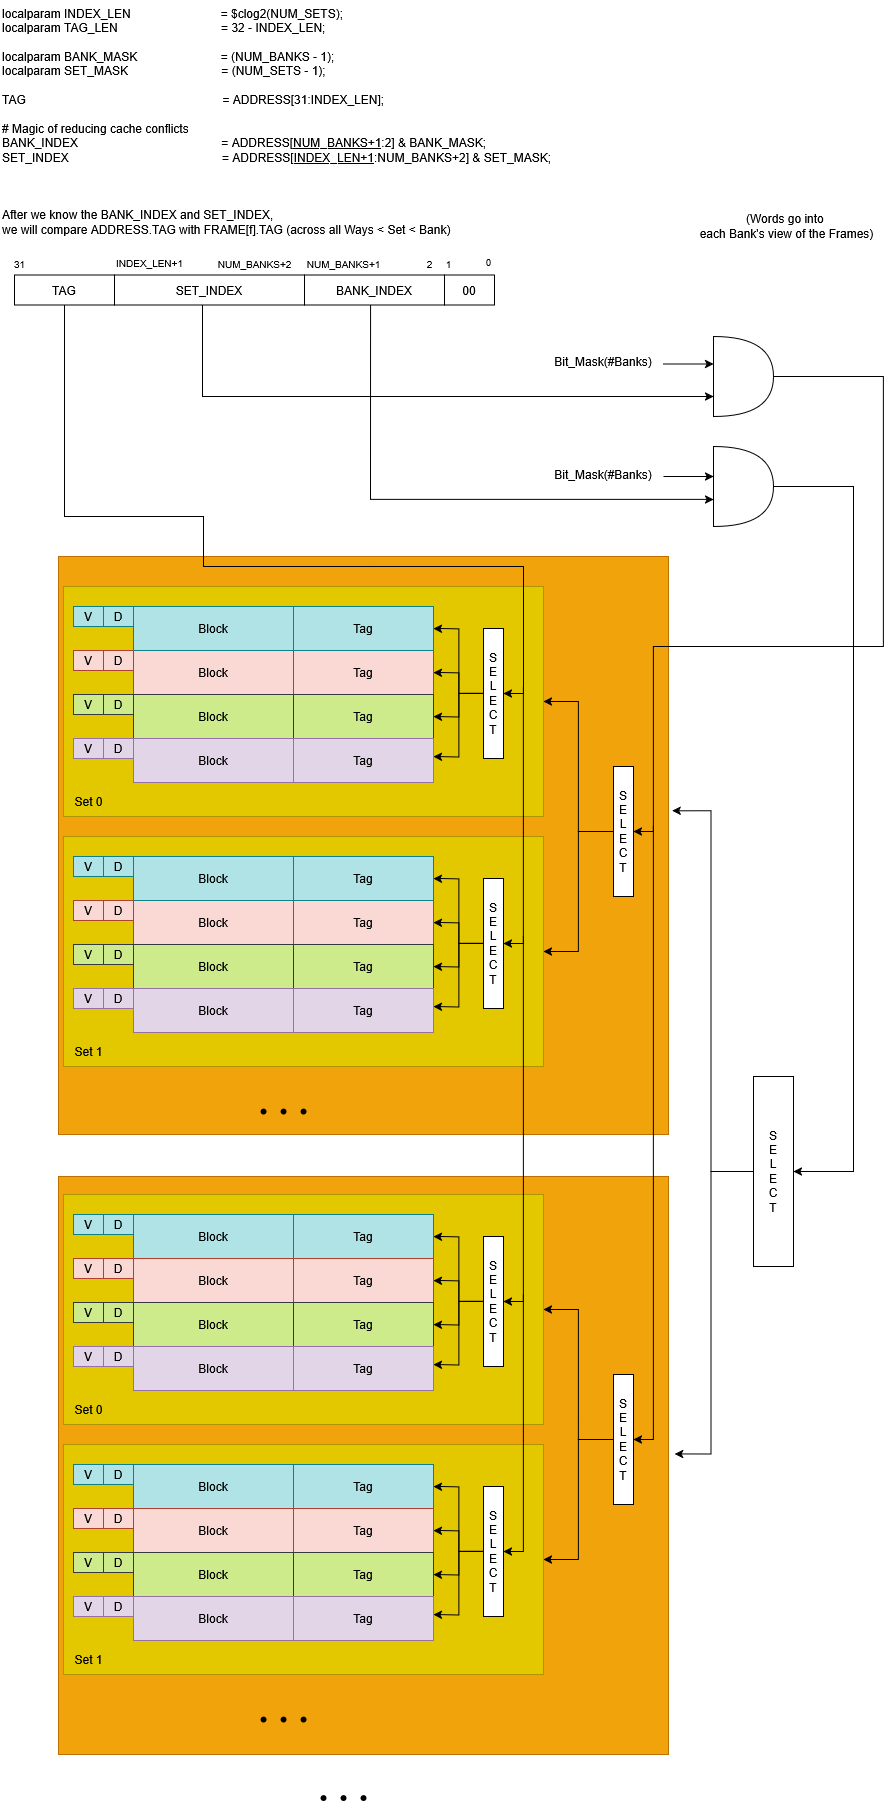 localparam INDEX_LEN = $clog2(NUM_SETS);
localparam TAG_LEN = 32 - INDEX_LEN;
localparam BANK_MASK = (NUM_BANKS - 1);
localparam SET_MASK = (NUM_SETS - 1);
TAG = ADDRESS[31:INDEX_LEN];
# Magic of reducing cache conflicts
BANK_INDEX = ADDRESS[NUM_BANKS+1:2] & BANK_MASK;
SET_INDEX = ADDRESS[INDEX_LEN+1:NUM_BANKS+2] & SET_MASK;
After we know the BANK_INDEX and SET_INDEX,
we will compare ADDRESS.TAG with FRAME[f].TAG (across all Ways < Set < Bank)
(Words go into
each Bank's view of the Frames)
31 INDEX_LEN+1 NUM_BANKS+2 NUM_BANKS+1 2 1 0
TAG SET_INDEX BANK_INDEX 00
Bit_Mask(#Banks)
Bit_Mask(#Banks)
V D Block Tag
V D Block Tag
V D Block Tag
V D Block Tag
SELECT
Set 0
SELECT
V D Block Tag
V D Block Tag
V D Block Tag
V D Block Tag
SELECT
Set 1
SELECT
V D Block Tag
V D Block Tag
V D Block Tag
V D Block Tag
SELECT
Set 0
SELECT
V D Block Tag
V D Block Tag
V D Block Tag
V D Block Tag
SELECT
Set 1